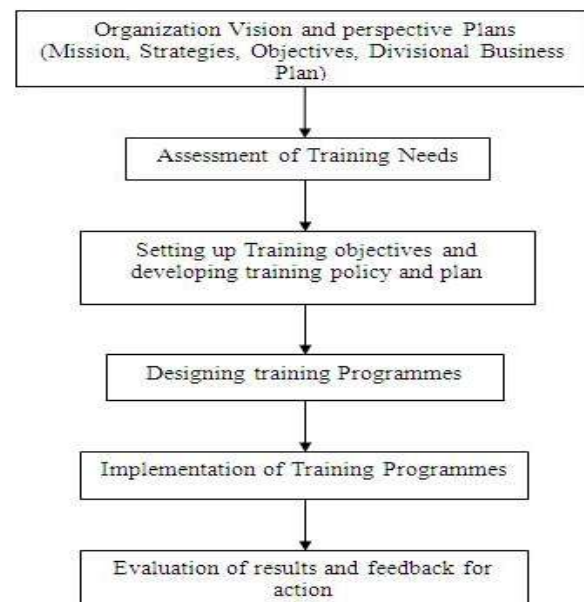 Organization Vision and perspective Plans
(Mission, Strategies, Objectives, Divisional Business
Plan)
Assessment of Training Needs
Setting up Training objectives and
developing training policy and plan
Designing training Programmes
Implementation of Training Programmes
Evaluation of results and feedback for
action